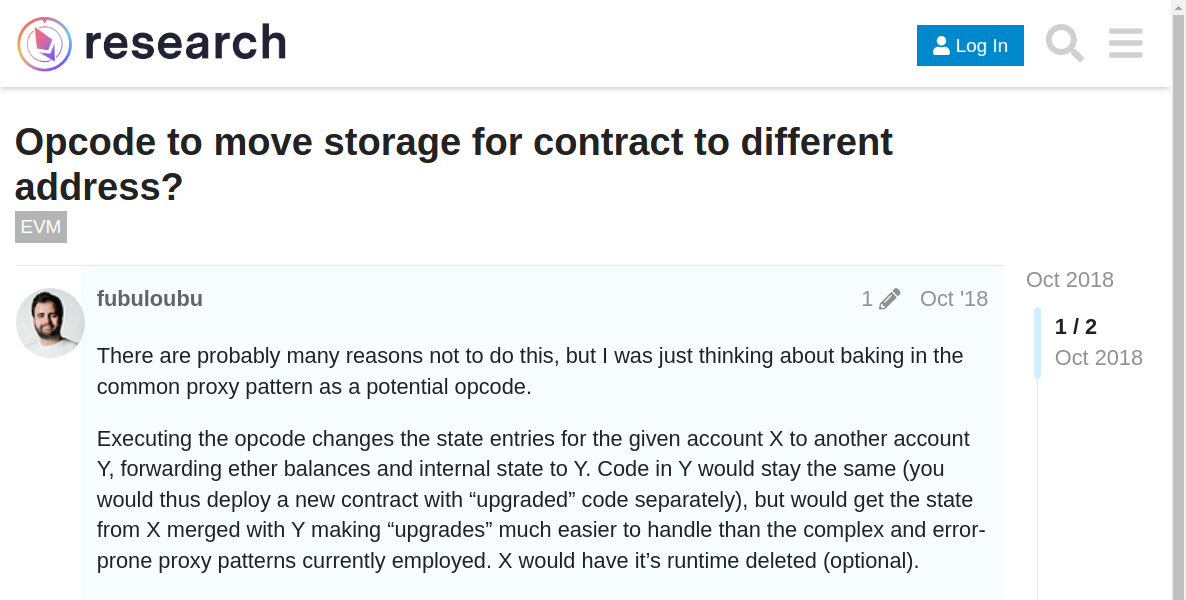 research
Log In
Opcode to move storage for contract to different
address?
EVM
fubuloubu
1
Oct '18
Oct 2018
1 / 2
Oct 2018
There are probably many reasons not to do this, but I was just thinking about baking in the
common proxy pattern as a potential opcode.
Executing the opcode changes the state entries for the given account X to another account
Y, forwarding ether balances and internal state to Y. Code in Y would stay the same (you
would thus deploy a new contract with “upgraded” code separately), but would get the state
from X merged with Y making “upgrades” much easier to handle than the complex and error-
prone proxy patterns currently employed. X would have it’s runtime deleted (optional).